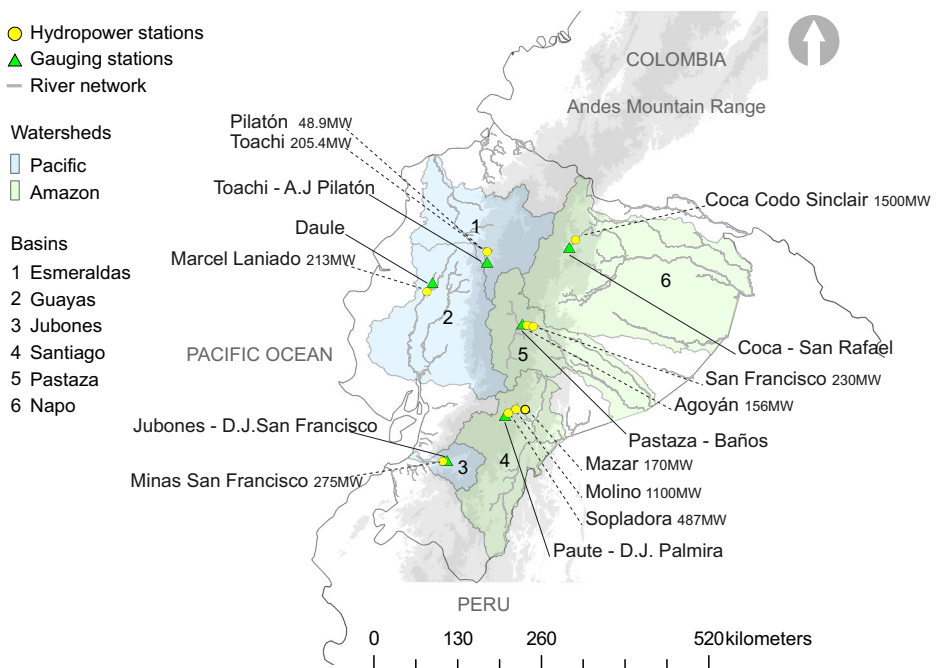 Hydropower stations
Gauging stations
River network
Watersheds
Pacific
Amazon
Basins
1 Esmeraldas
2 Guayas
3 Jubones
4 Santiago
5 Pastaza
6 Napo
COLOMBIA
Andes Mountain Range
Pilatón 48.9MW
Toachi 205.4MW
Toachi - A.J Pilatón
Daule
Marcel Laniado 213MW
PACIFIC OCEAN
Jubones - D.J.San Francisco
Minas San Francisco 275MW
1
2
3
4
5
6
Coca Codo Sinclair 1500MW
Coca - San Rafael
San Francisco 230MW
Agoyán 156MW
Pastaza - Baños
Mazar 170MW
Molino 1100MW
Sopladora 487MW
Paute - D.J. Palmira
PERU
0 130 260 520 kilometers